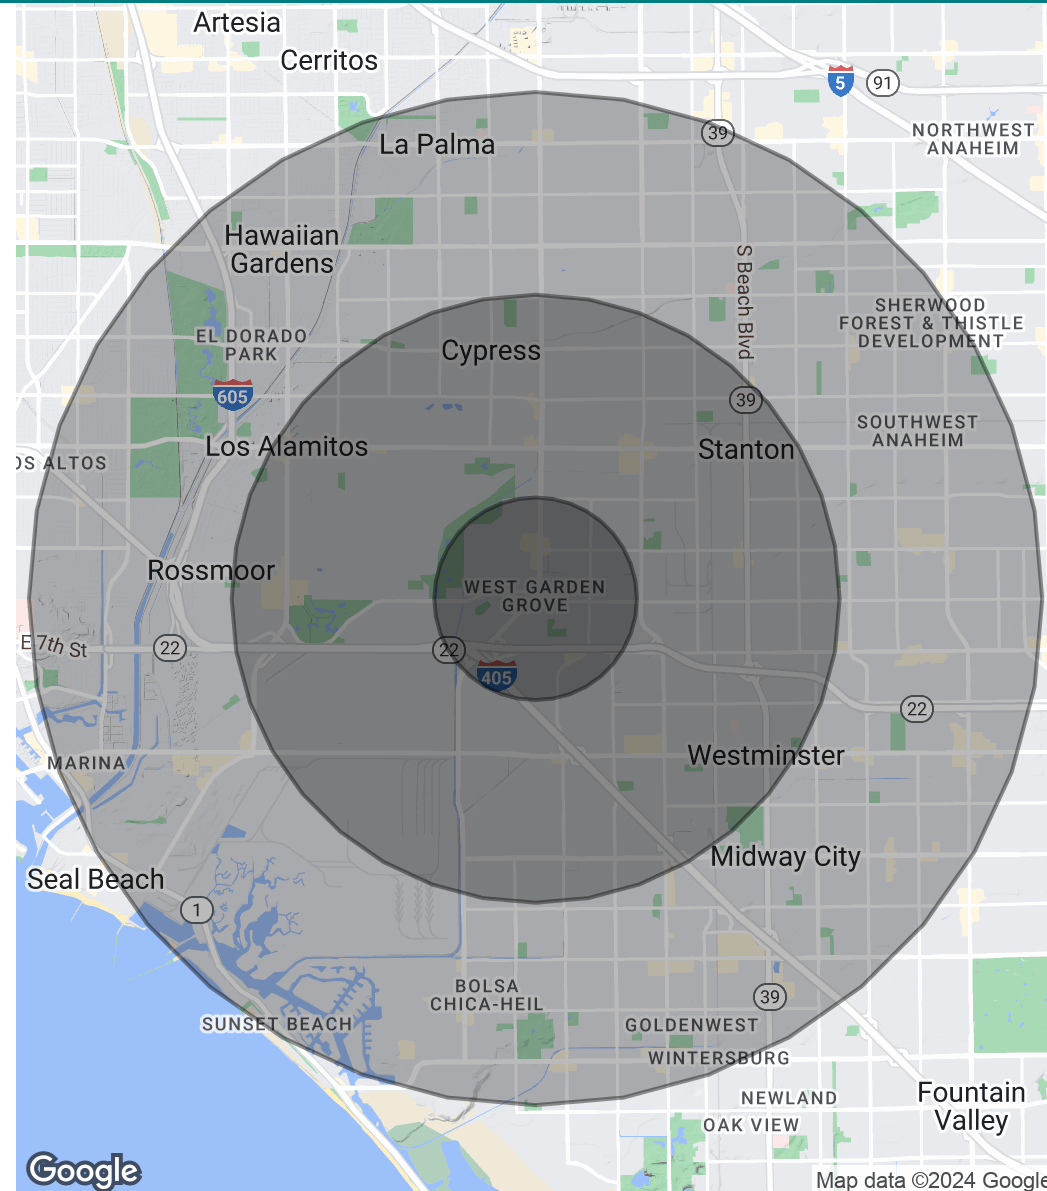 Artesia
Cerritos
5
91
39
NORTHWEST
ANAHEIM
La Palma
Hawaiian
Gardens
S Beach Blvd
SHERWOOD
FOREST & THISTLE
DEVELOPMENT
EL DORADO
PARK
Cypress
605
39
SOUTHWEST
ANAHEIM
Los Alamitos
Stanton
OS ALTOS
Rossmoor
WEST GARDEN
GROVE
E 7th St
22
22
405
22
MARINA
Westminster
Midway City
Seal Beach
1
BOLSA
CHICA-HEIL
39
SUNSET BEACH
GOLDENWEST
WINTERSBURG
NEWLAND
Fountain
Valley
OAK VIEW
Google
Map data ©2024 Google